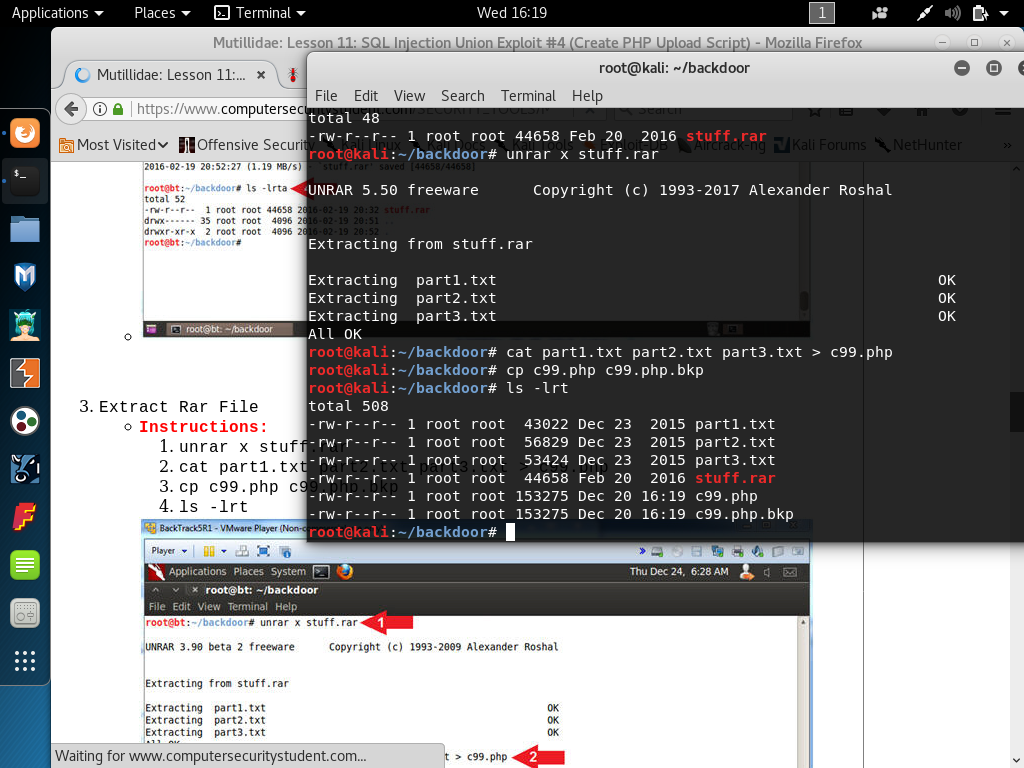 Applications Places Terminal Wed 16:19 1
Mutillidae: Lesson 11: SQL Injection Union Exploit #4 (Create PHP Upload Script) - Mozilla Firefox
Mutillidae: Lesson 11:...
https://www.computersecuritystudent.com/SECURITY_TOOLS/
Search
Most Visited Offensive Security Kali Linux Kali Docs Kali Tools Exploit-DB Aircrack-ng Kali Forums NetHunter
root@kali: ~/backdoor
File Edit View Search Terminal Help
total 48
-rw-r--r-- 1 root root 44658 Feb 20 2016 stuff.rar
root@kali:~/backdoor# unrar x stuff.rar
UNRAR 5.50 freeware Copyright (c) 1993-2017 Alexander Roshal
Extracting from stuff.rar
Extracting part1.txt OK
Extracting part2.txt OK
Extracting part3.txt OK
All OK
root@kali:~/backdoor# cat part1.txt part2.txt part3.txt > c99.php
root@kali:~/backdoor# cp c99.php c99.php.bkp
root@kali:~/backdoor# ls -lrt
total 508
-rw-r--r-- 1 root root 43022 Dec 23 2015 part1.txt
-rw-r--r-- 1 root root 56829 Dec 23 2015 part2.txt
-rw-r--r-- 1 root root 53424 Dec 23 2015 part3.txt
-rw-r--r-- 1 root root 44658 Feb 20 2016 stuff.rar
-rw-r--r-- 1 root root 153275 Dec 20 16:19 c99.php
-rw-r--r-- 1 root root 153275 Dec 20 16:19 c99.php.bkp
root@kali:~/backdoor#
2016-02-19 20:52:27 (1.19 MB/s) - `stuff.rar' saved [44658/44658]
root@bt:~/backdoor# ls -lrta
total 52
-rw-r--r-- 1 root root 44658 2016-02-19 20:32 stuff.rar
drwx------ 35 root root 4096 2016-02-19 20:51 ..
drwxr-xr-x 2 root root 4096 2016-02-19 20:52 .
root@bt:~/backdoor#
root@bt: ~/backdoor
3. Extract Rar File
Instructions:
1. unrar x stuff.rar
2. cat part1.txt part2.txt part3.txt > c99.php
3. cp c99.php c99.php.bkp
4. ls -lrt
BackTrack5R1 - VMware Player (Non-c
Player
Applications Places System Thu Dec 24, 6:28 AM
root@bt: ~/backdoor
File Edit View Terminal Help
root@bt:~/backdoor# unrar x stuff.rar 1
UNRAR 3.90 beta 2 freeware Copyright (c) 1993-2009 Alexander Roshal
Extracting from stuff.rar
Extracting part1.txt OK
Extracting part2.txt OK
Extracting part3.txt OK
All OK
t > c99.php 2
Waiting for www.computersecuritystudent.com...